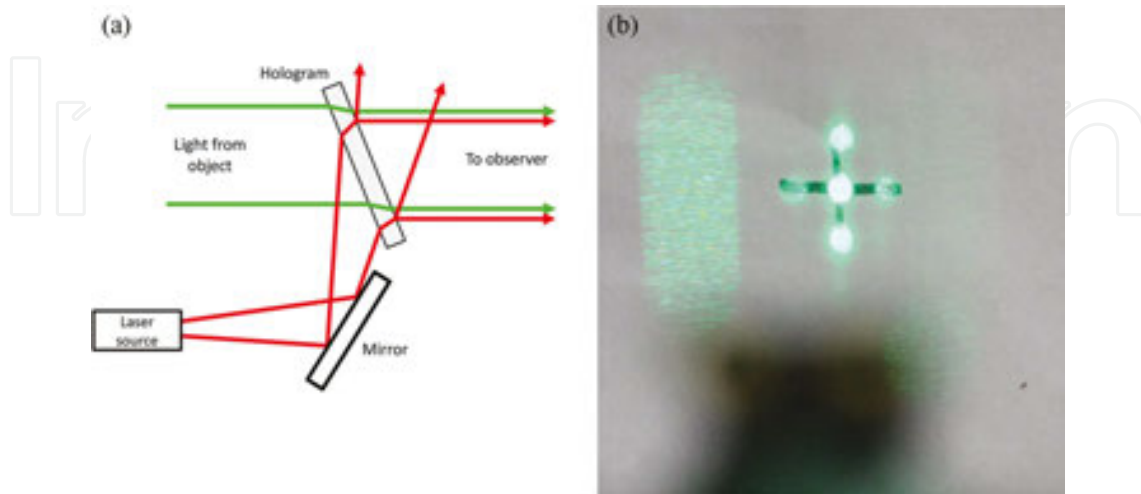 (a)
Hologram
Light from
object
To observer
Laser
source
Mirror
(b)